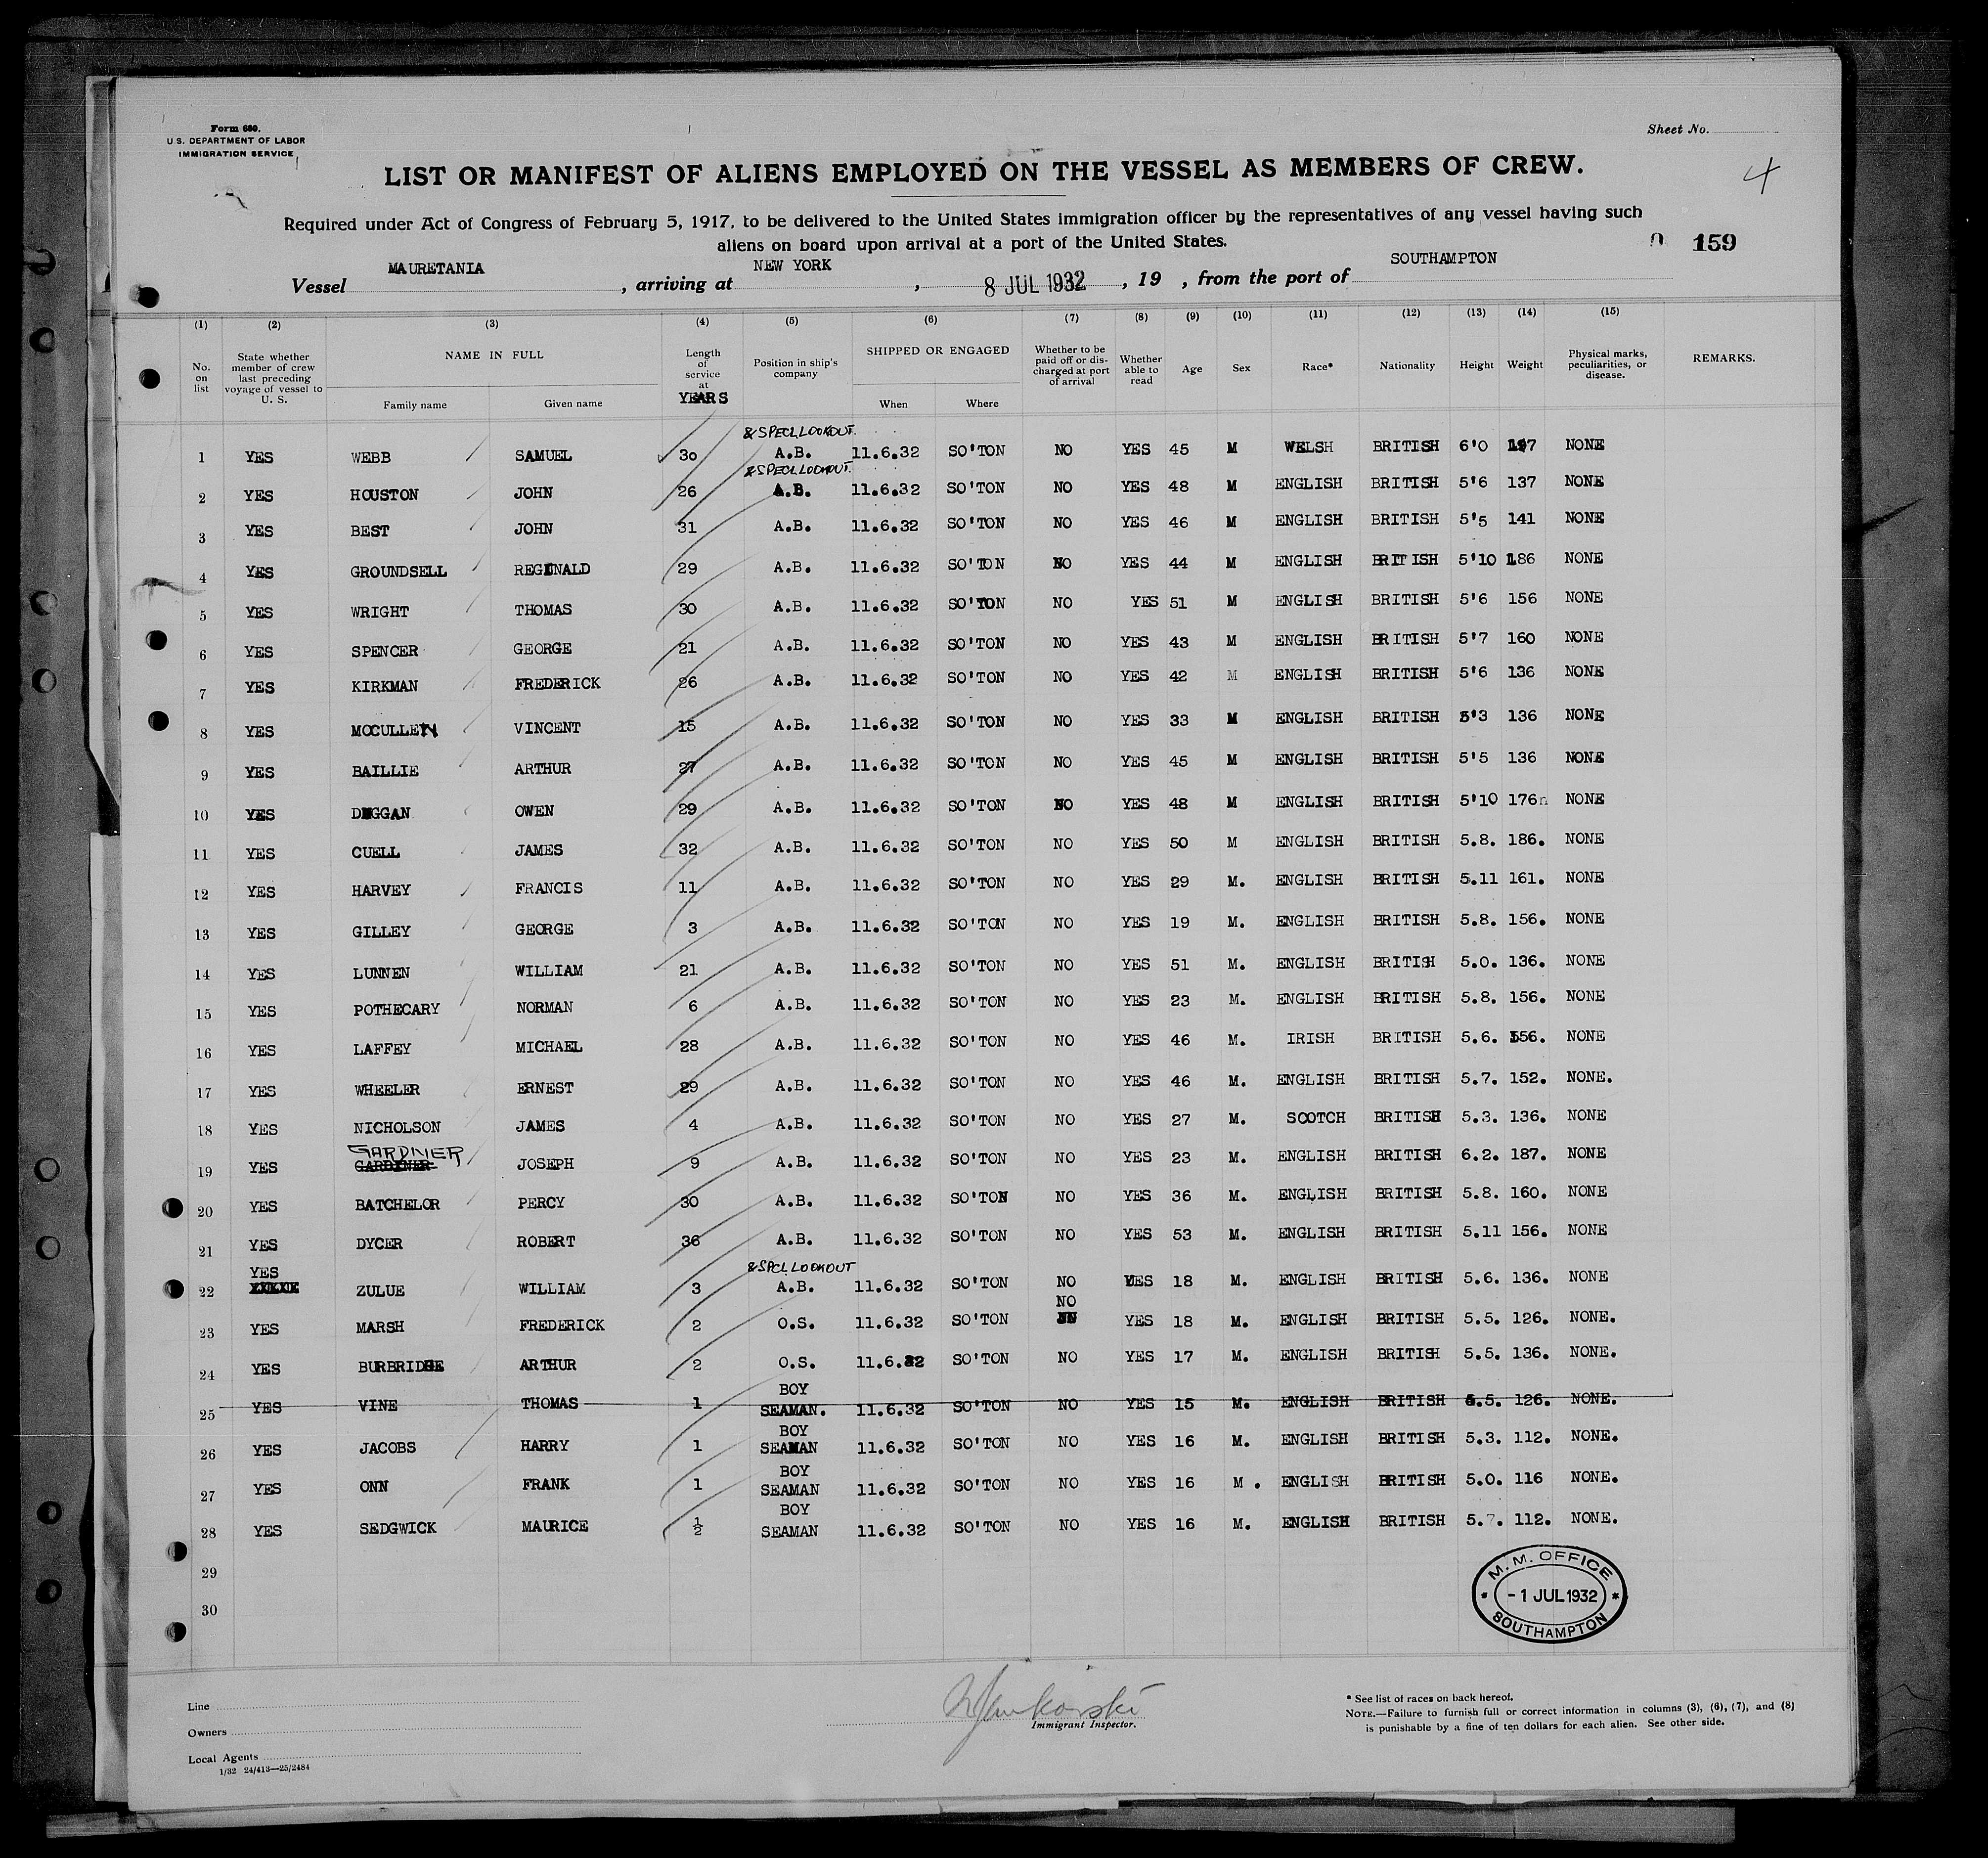 Form 680.
U.S. DEPARTMENT OF LABOR
IMMIGRATION SERVICE
Sheet No.
4
LIST OR MANIFEST OF ALIENS EMPLOYED ON THE VESSEL AS MEMBERS OF CREW.
Required under Act of Congress of February 5, 1917, to be delivered to the United States immigration officer by the representatives of any vessel having such
aliens on board upon arrival at a port of the United States.
159
Vessel MAURETANIA, arriving at NEW YORK, 8 JUL 1932, 19 , from the port of SOUTHAMPTON
(1) (2) (3) (4) (5) (6) (7) (8) (9) (10) (11) (12) (13) (14) (15)
No. on list | State whether member of crew last preceding voyage of vessel to U. S. | NAME IN FULL Family name Given name | Length of service at YEARS | Position in ship's company | SHIPPED OR ENGAGED When Where | Whether to be paid off or discharged at port of arrival | Whether able to read | Age | Sex | Race* | Nationality | Height | Weight | Physical marks, peculiarities, or disease. | REMARKS.
1 YES WEBB SAMUEL 30 & SPECL LOOKOUT. A.B. 11.6.32 SO'TON NO YES 45 M WELSH BRITISH 6'0 197 NONE
2 YES HOUSTON JOHN 26 & SPECL LOOKOUT. A.B. 11.6.32 SO'TON NO YES 48 M ENGLISH BRITISH 5'6 137 NONE
3 YES BEST JOHN 31 A.B. 11.6.32 SO'TON NO YES 46 M ENGLISH BRITISH 5'5 141 NONE
4 YES GROUNDSELL REGINALD 29 A.B. 11.6.32 SO'TON NO YES 44 M ENGLISH BRITISH 5'10 186 NONE
5 YES WRIGHT THOMAS 30 A.B. 11.6.32 SO'TON NO YES 51 M ENGLISH BRITISH 5'6 156 NONE
6 YES SPENCER GEORGE 21 A.B. 11.6.32 SO'TON NO YES 43 M ENGLISH BRITISH 5'7 160 NONE
7 YES KIRKMAN FREDERICK 26 A.B. 11.6.32 SO'TON NO YES 42 M ENGLISH BRITISH 5'6 136 NONE
8 YES MCCULLEN VINCENT 15 A.B. 11.6.32 SO'TON NO YES 33 M ENGLISH BRITISH 5'3 136 NONE
9 YES BAILLIE ARTHUR 27 A.B. 11.6.32 SO'TON NO YES 45 M ENGLISH BRITISH 5'5 136 NONE
10 YES DUGGAN OWEN 29 A.B. 11.6.32 SO'TON NO YES 48 M ENGLISH BRITISH 5'10 176 NONE
11 YES CUELL JAMES 32 A.B. 11.6.32 SO'TON NO YES 50 M ENGLISH BRITISH 5.8. 186. NONE
12 YES HARVEY FRANCIS 11 A.B. 11.6.32 SO'TON NO YES 29 M. ENGLISH BRITISH 5.11 161. NONE
13 YES GILLEY GEORGE 3 A.B. 11.6.32 SO'TON NO YES 19 M. ENGLISH BRITISH 5.8. 156. NONE
14 YES LUNNEN WILLIAM 21 A.B. 11.6.32 SO'TON NO YES 51 M. ENGLISH BRITISH 5.0. 136. NONE
15 YES POTHECARY NORMAN 6 A.B. 11.6.32 SO'TON NO YES 23 M. ENGLISH BRITISH 5.8. 156. NONE
16 YES LAFFEY MICHAEL 28 A.B. 11.6.32 SO'TON NO YES 46 M. IRISH BRITISH 5.6. 156. NONE
17 YES WHEELER ERNEST 29 A.B. 11.6.32 SO'TON NO YES 46 M. ENGLISH BRITISH 5.7. 152. NONE.
18 YES NICHOLSON JAMES 4 A.B. 11.6.32 SO'TON NO YES 27 M. SCOTCH BRITISH 5.3. 136. NONE
19 YES GARDINER GARDINER JOSEPH 9 A.B. 11.6.32 SO'TON NO YES 23 M. ENGLISH BRITISH 6.2. 187. NONE
20 YES BATCHELOR PERCY 30 A.B. 11.6.32 SO'TON NO YES 36 M. ENGLISH BRITISH 5.8. 160. NONE
21 YES DYCER ROBERT 36 A.B. 11.6.32 SO'TON NO YES 53 M. ENGLISH BRITISH 5.11 156. NONE
22 YES ZULUE WILLIAM 3 & SPCL LOOKOUT A.B. 11.6.32 SO'TON NO YES 18 M. ENGLISH BRITISH 5.6. 136. NONE
23 YES MARSH FREDERICK 2 O.S. 11.6.32 SO'TON NO YES 18 M. ENGLISH BRITISH 5.5. 126. NONE.
24 YES BURBRIDGE ARTHUR 2 O.S. 11.6.32 SO'TON NO YES 17 M. ENGLISH BRITISH 5.5. 136. NONE.
25 YES VINE THOMAS 1 BOY SEAMAN. 11.6.32 SO'TON NO YES 15 M. ENGLISH BRITISH 5.5. 126. NONE.
26 YES JACOBS HARRY 1 BOY SEAMAN 11.6.32 SO'TON NO YES 16 M. ENGLISH BRITISH 5.3. 112. NONE.
27 YES ONN FRANK 1 BOY SEAMAN 11.6.32 SO'TON NO YES 16 M . ENGLISH BRITISH 5.0. 116 NONE.
28 YES SEDGWICK MAURICE ½ BOY SEAMAN 11.6.32 SO'TON NO YES 16 M. ENGLISH BRITISH 5.7. 112. NONE.
29
30
M. M. OFFICE
- 1 JUL 1932
SOUTHAMPTON
Line
Owners
Local Agents
1/32 24/413—25/2484
Immigrant Inspector.
* See list of races on back hereof.
NOTE.—Failure to furnish full or correct information in columns (3), (6), (7), and (8)
is punishable by a fine of ten dollars for each alien. See other side.